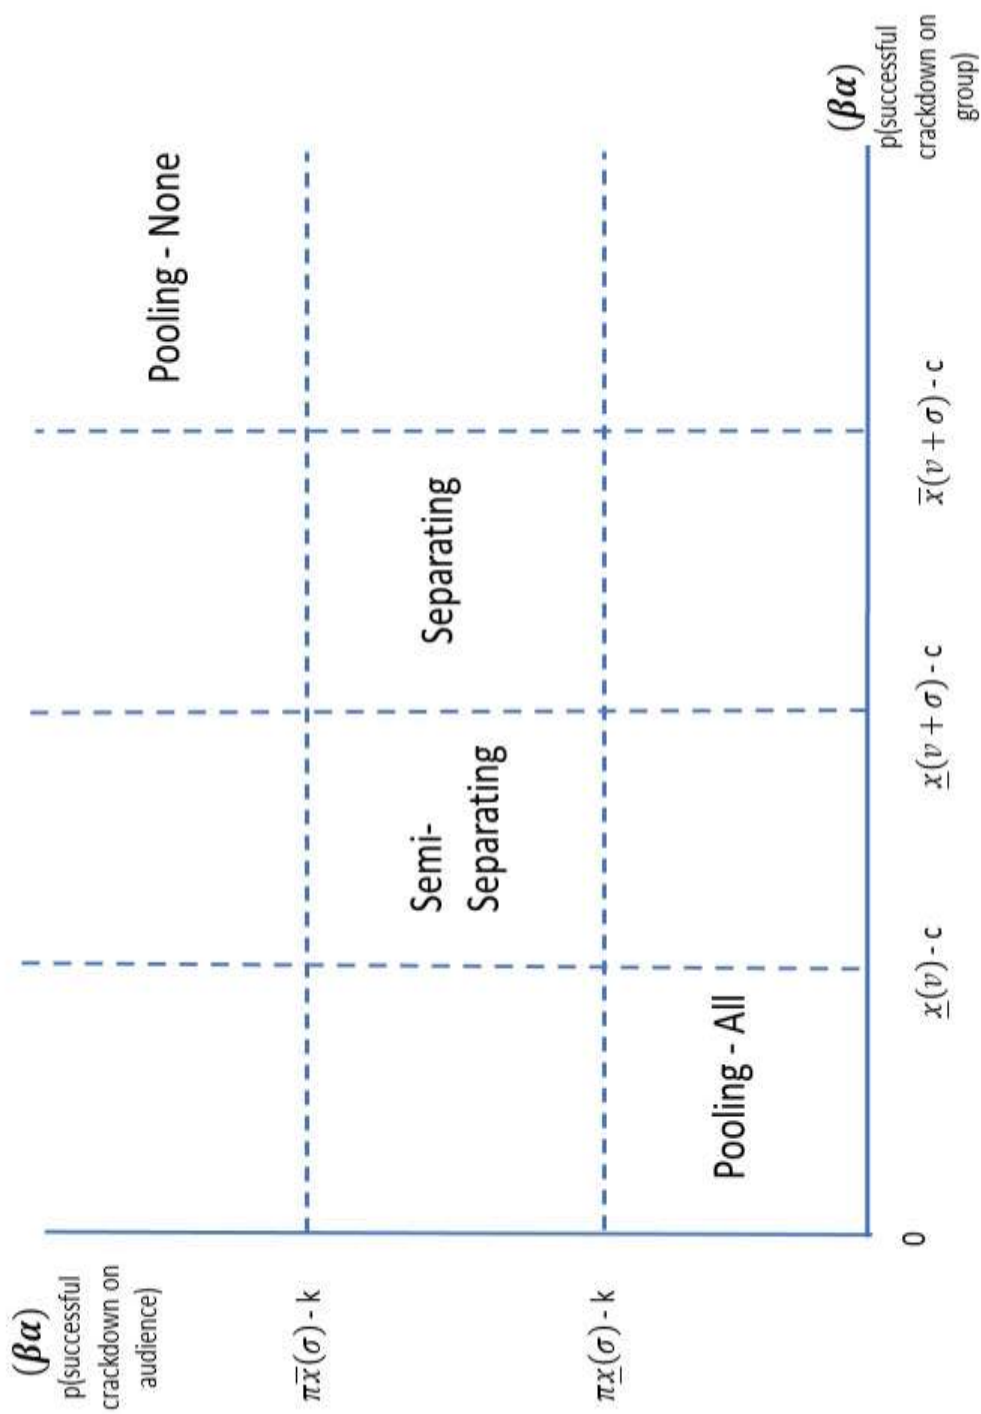 (βα)
p(successful
crackdown on
audience)
πx̅(σ) - k
πx̲(σ) - k
Pooling - None
Separating
Semi-
Separating
Pooling - All
0
x̲(v) - c
x̲(v + σ) - c
x̅(v + σ) - c
(βα)
p(successful
crackdown on
group)